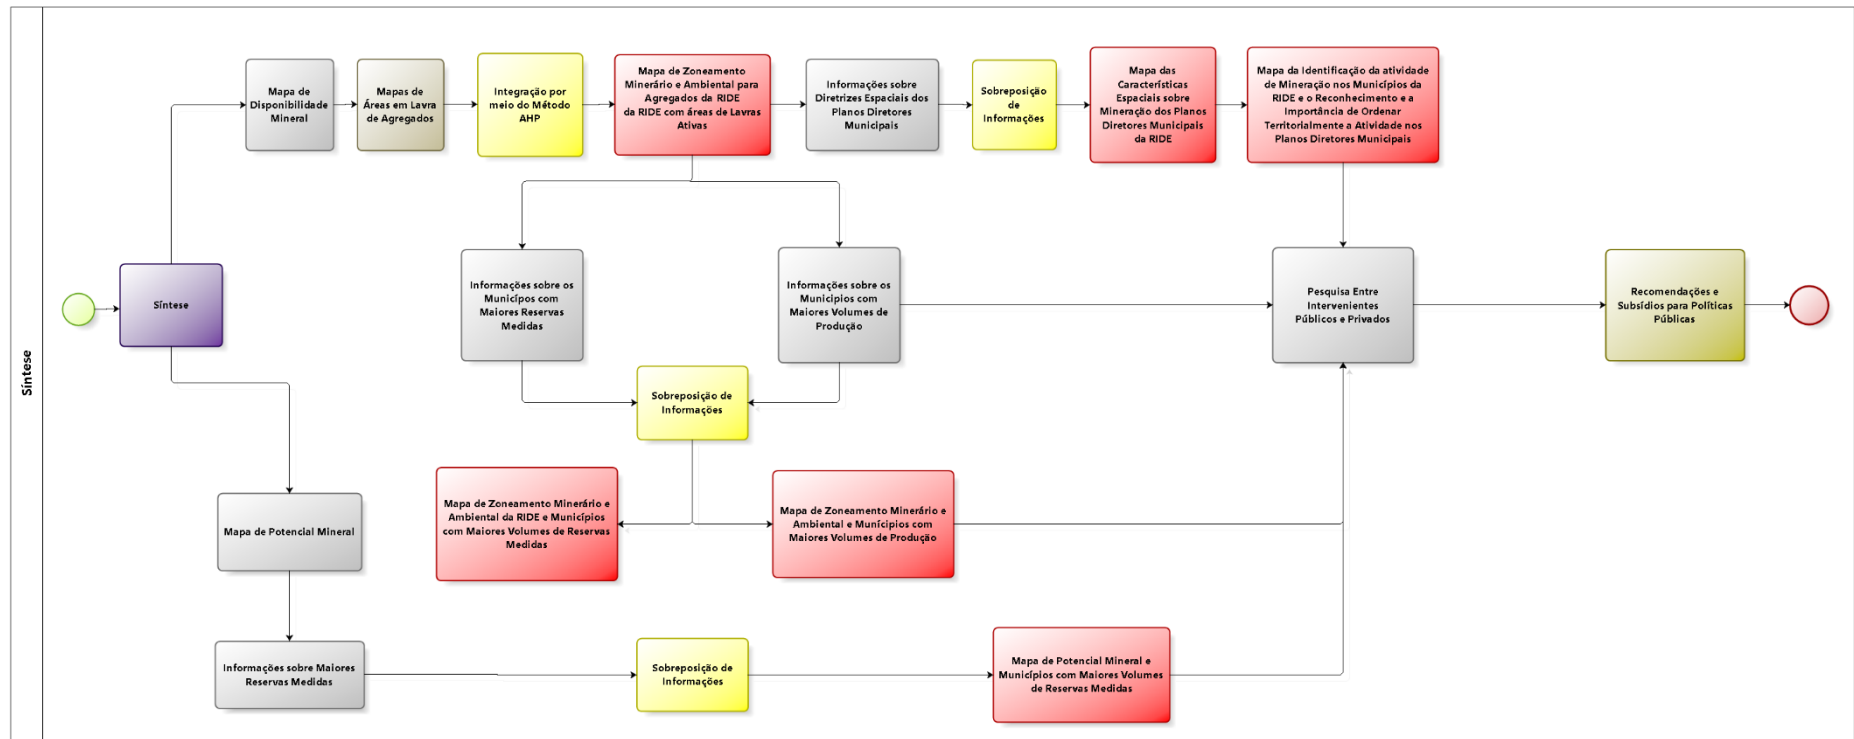 Síntese
Síntese
Mapa de
Disponibilidade
Mineral
Mapas de
Áreas em Lavra
de Agregados
Integração por
meio do Método
AHP
Mapa de Zoneamento
Minerário e Ambiental para
Agregados da RIDE
da RIDE com áreas de Lavras
Ativas
Informações sobre
Diretrizes Espaciais dos
Planos Diretores
Municipais
Sobreposição
de
Informações
Mapa das
Características
Espaciais sobre
Mineração dos Planos
Diretores Municipais
da RIDE
Mapa da Identificação da atividade
de Mineração nos Municípios da
RIDE e o Reconhecimento e a
Importância de Ordenar
Territorialmente a Atividade nos
Planos Diretores Municipais
Informações sobre os
Municípos com
Maiores Reservas
Medidas
Informações sobre os
Municipios com
Maiores Volumes de
Produção
Pesquisa Entre
Intervenientes
Públicos e Privados
Recomendações e
Subsídios para Políticas
Públicas
Sobreposição de
Informações
Mapa de Zoneamento Minerário e
Ambiental da RIDE e Municípios
com Maiores Volumes de Reservas
Medidas
Mapa de Zoneamento Minerário e
Ambiental e Munícipios com
Maiores Volumes de Produção
Mapa de Potencial Mineral
Informações sobre Maiores
Reservas Medidas
Sobreposição de
Informações
Mapa de Potencial Mineral e
Municípios com Maiores Volumes
de Reservas Medidas